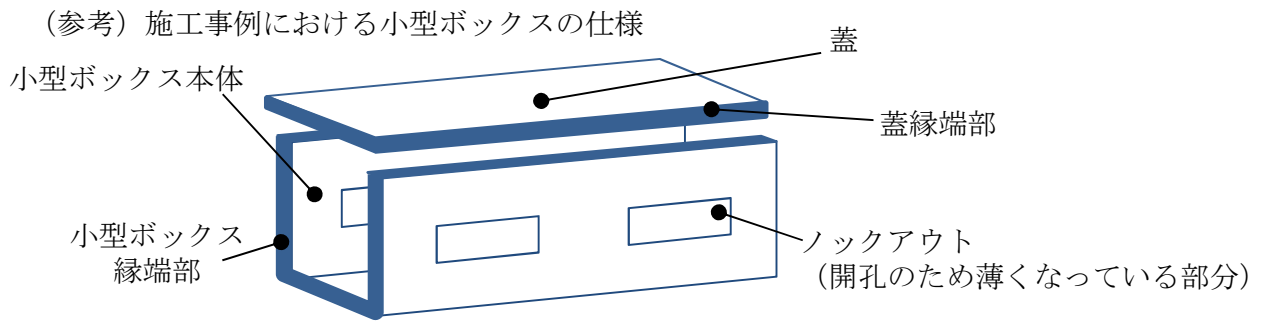 （参考）施工事例における小型ボックスの仕様
蓋
小型ボックス本体
蓋縁端部
小型ボックス
縁端部
ノックアウト
（開孔のため薄くなっている部分）